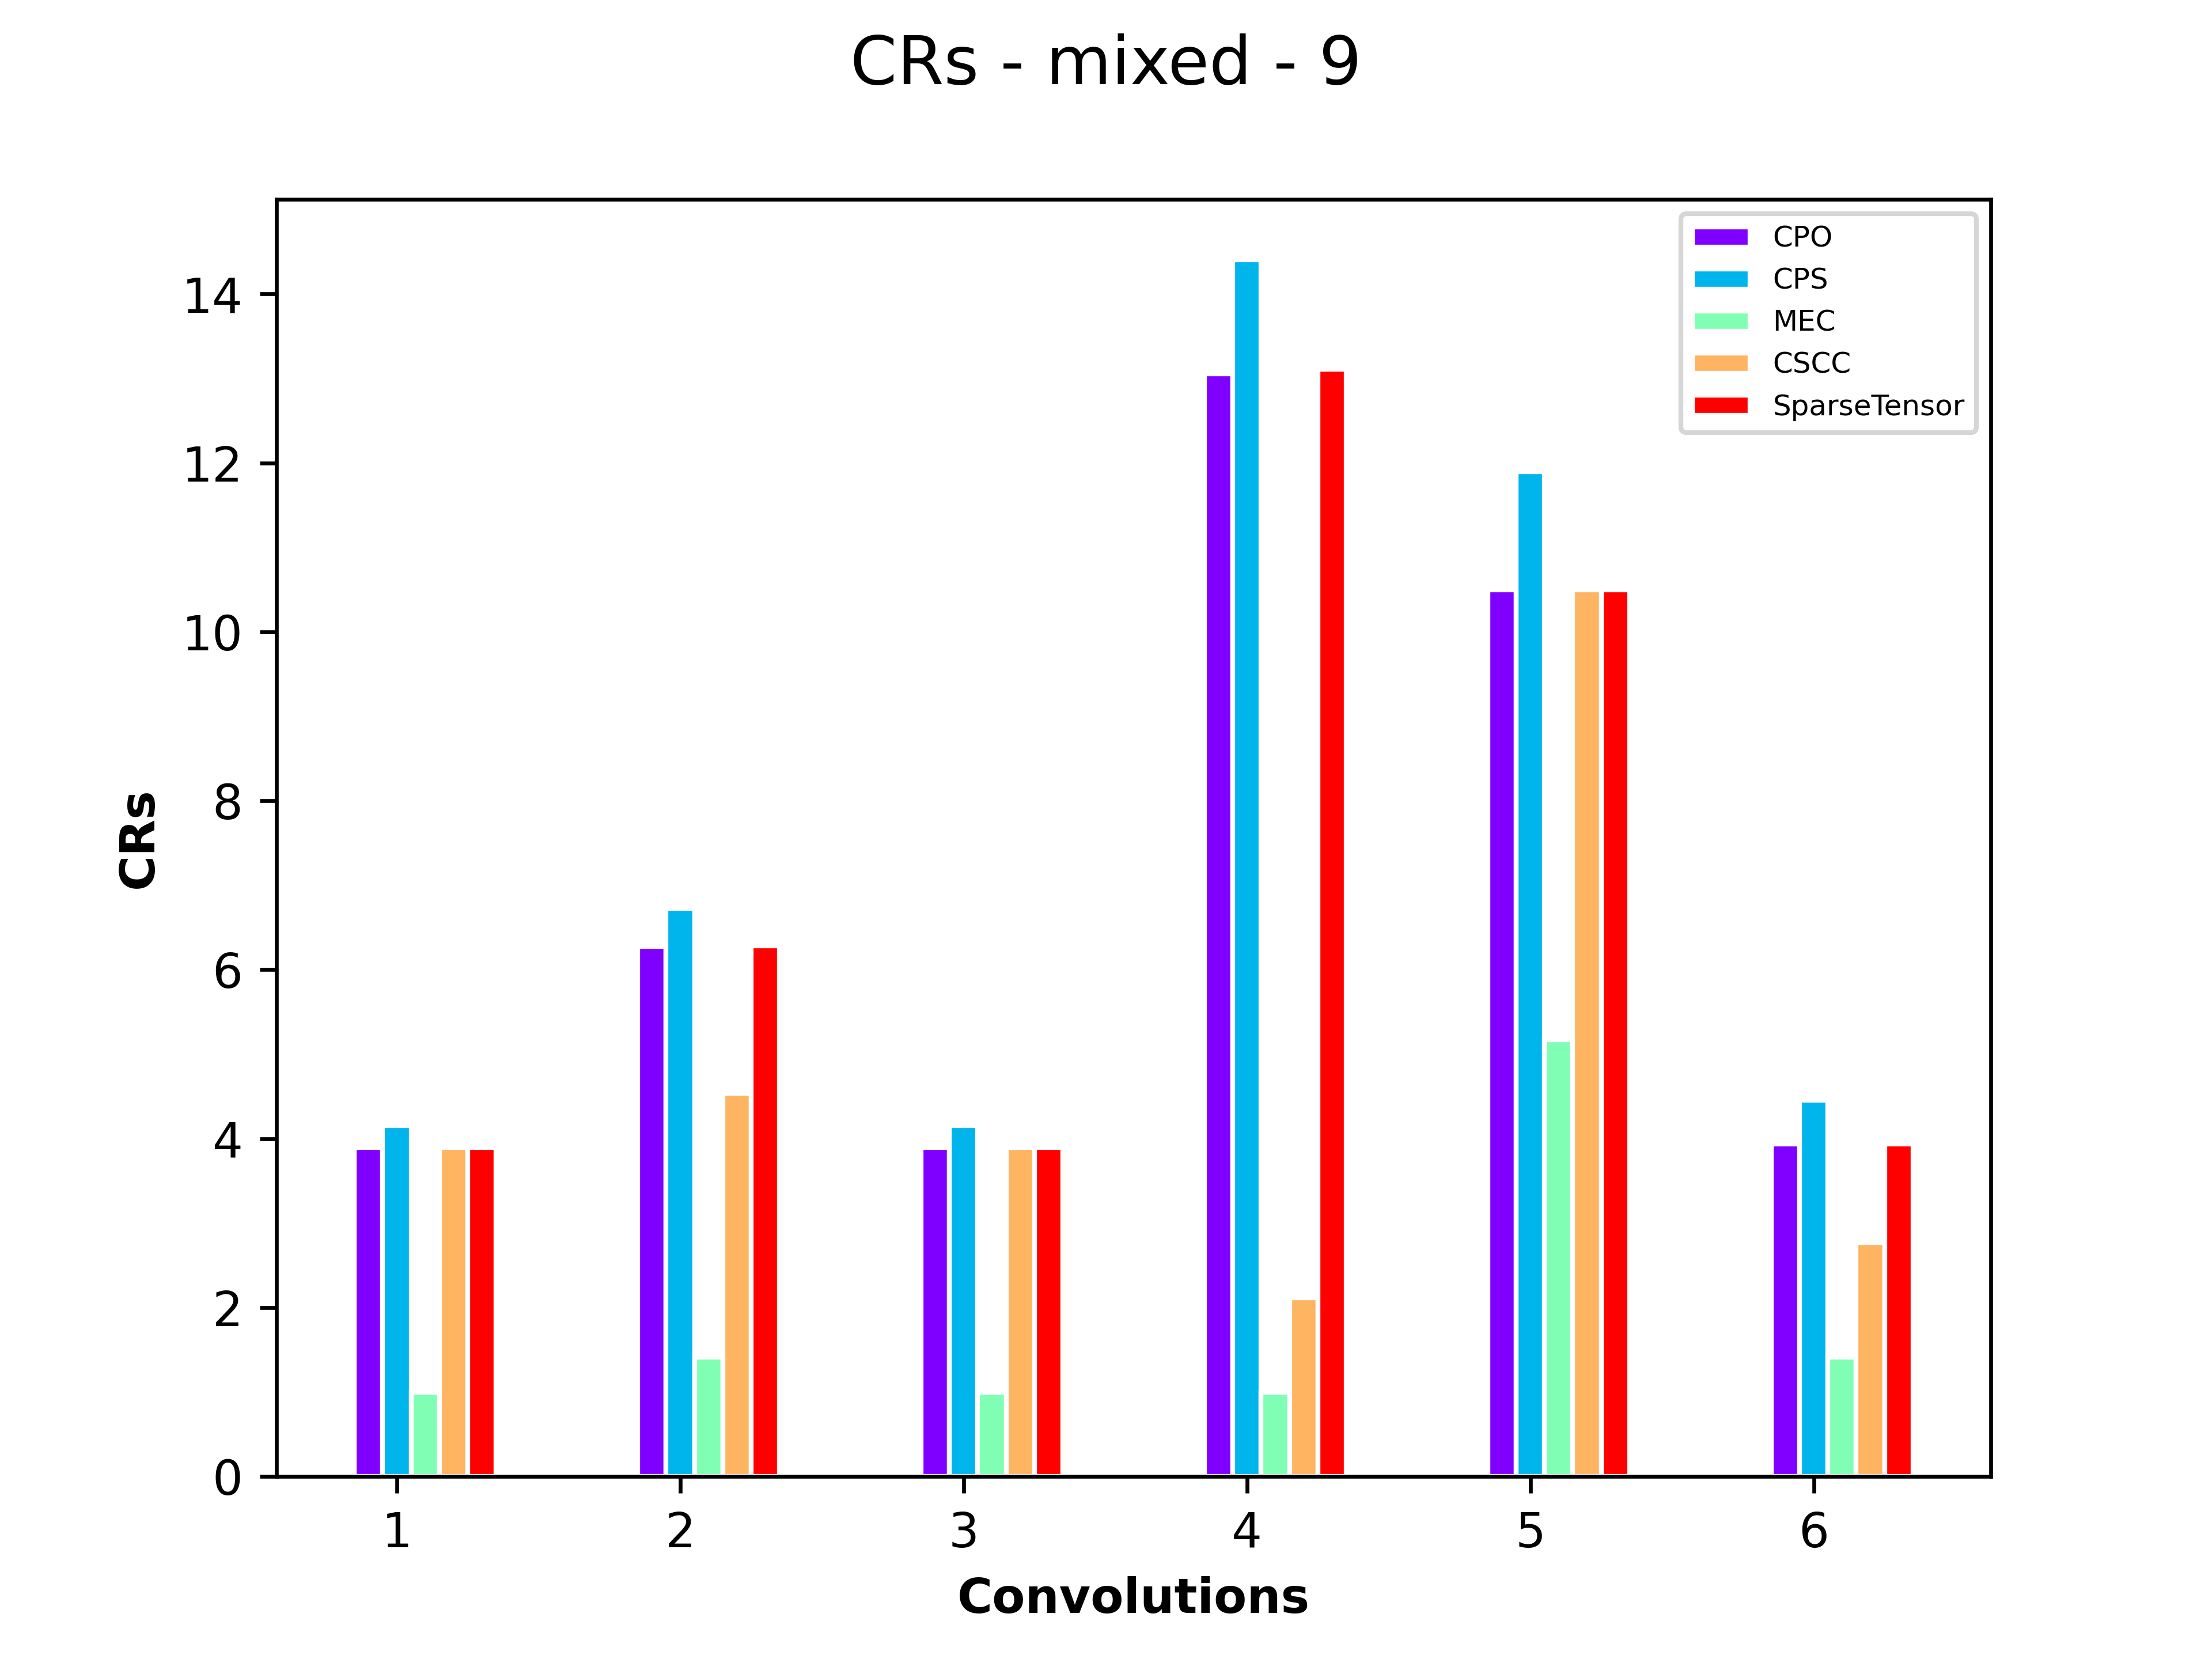 CRs - mixed - 9
CPO
CPS
MEC
CSCC
SparseTensor
14
12
10
8
6
4
2
0
CRs
1 2 3 4 5 6
Convolutions